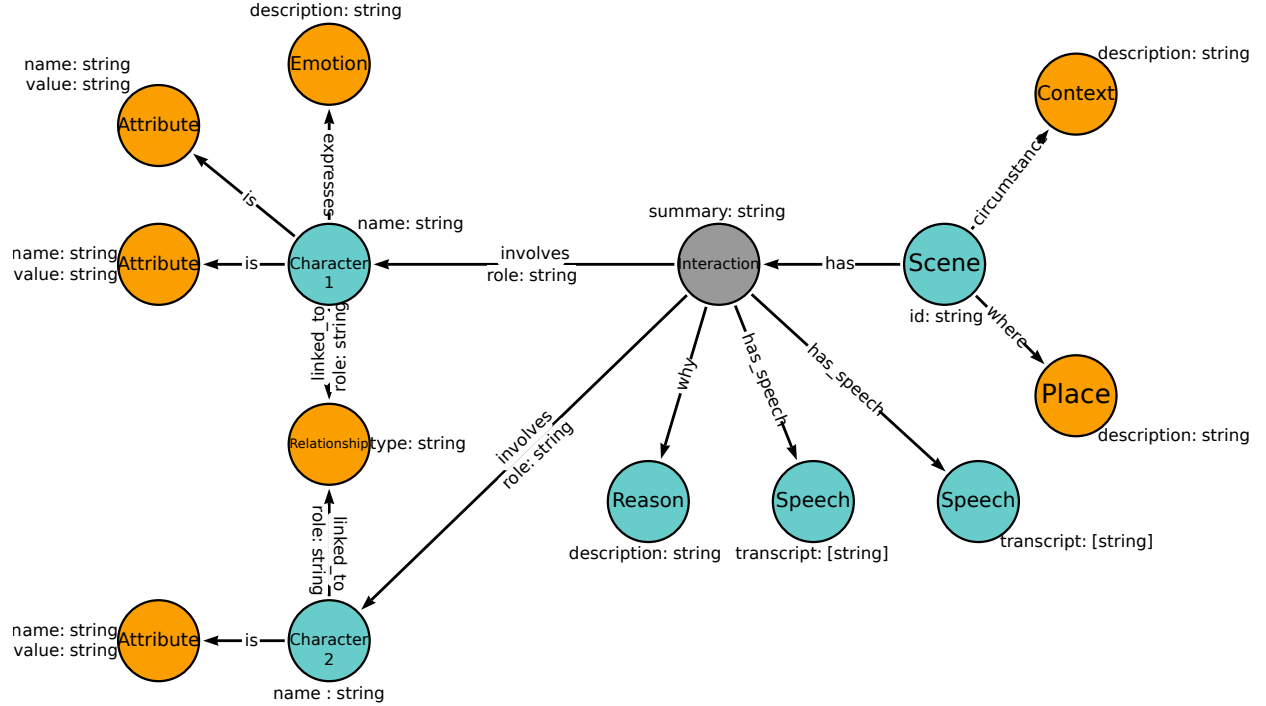 description: string
Emotion
name: string
value: string
Attribute
expresses
is
name: string
value: string
Attribute
is
Character
1
name: string
involves
role: string
summary: string
Interaction
has
Scene
id: string
circumstance
Context
description: string
where
Place
description: string
linked_to
role: string
Relationship
type: string
linked_to
role: string
involves
role: string
why
has_speech
has_speech
Reason
description: string
Speech
transcript: [string]
Speech
transcript: [string]
name: string
value: string
Attribute
is
Character
2
name : string